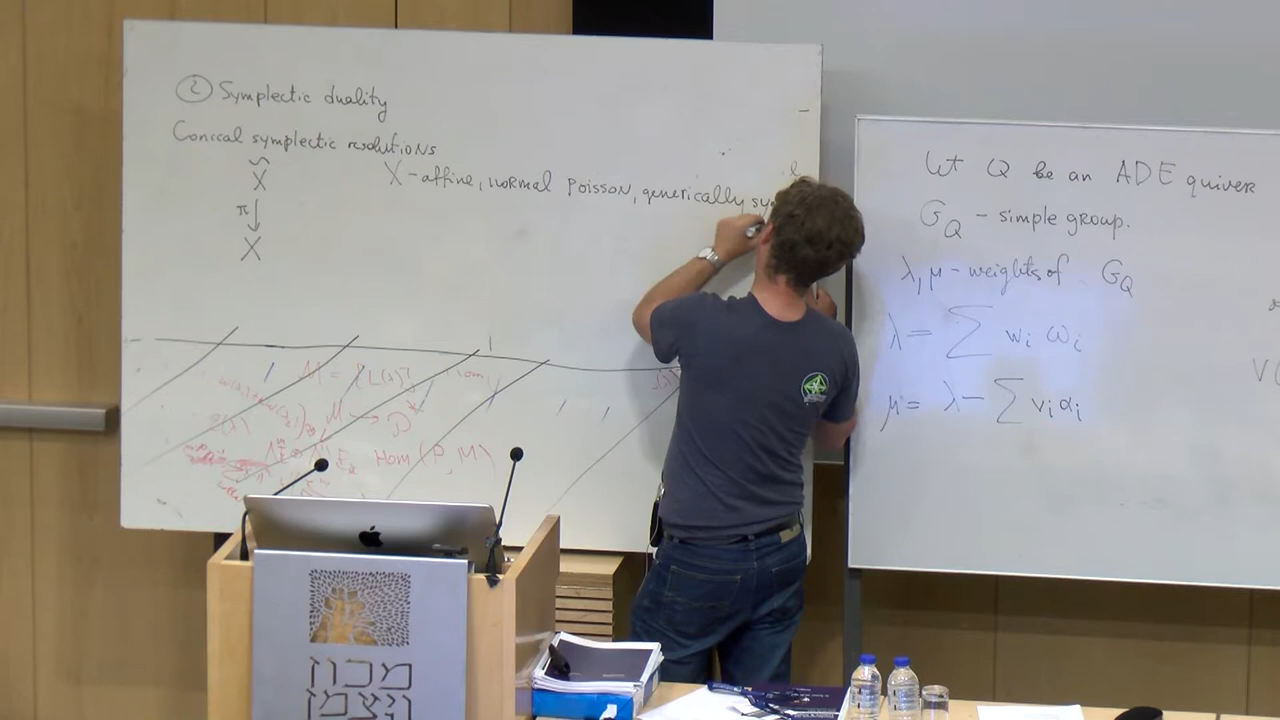 ② Symplectic duality
Conical symplectic resolutions
X̃
X - affine, normal Poisson, generically sy
π ↓
X
M = {L(s)}
M → D*
Hom (P, M)
Let Q be an ADE quiver
G_Q - simple group.
λ, μ - weights of G_Q
λ = ∑ w_i ω_i
μ = λ - ∑ v_i α_i
V(
מכון
ויצמן